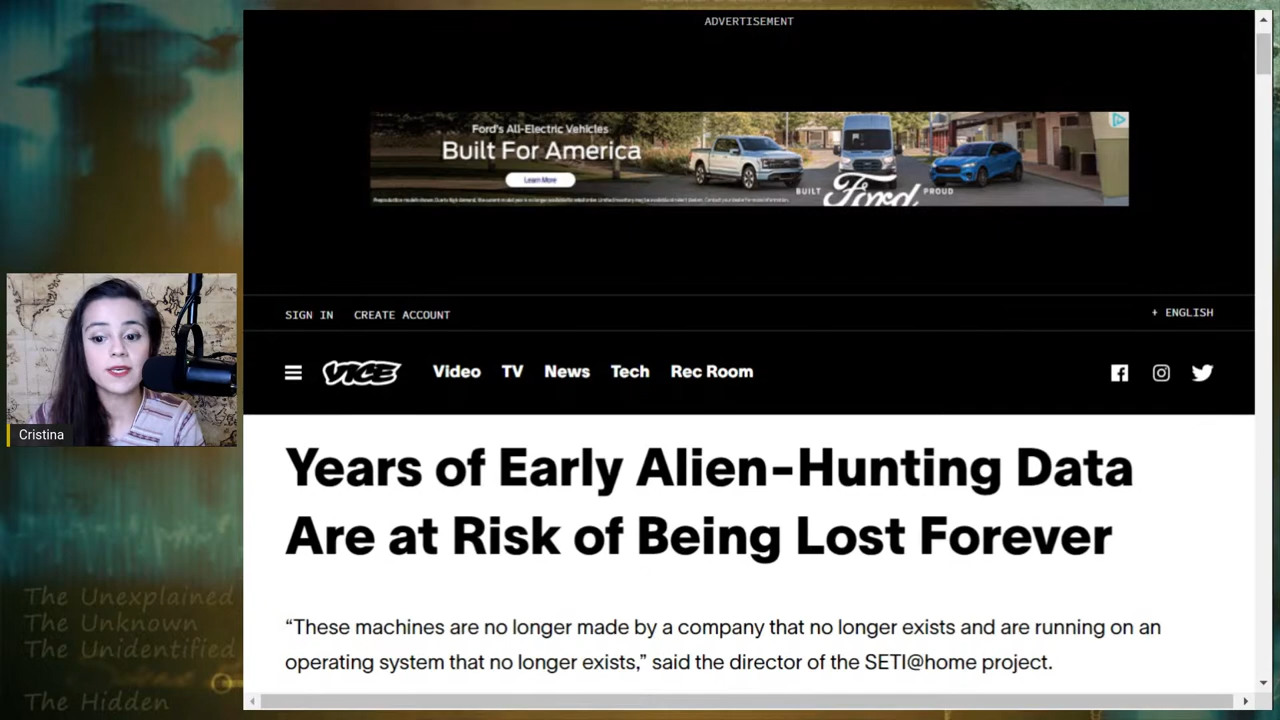 ADVERTISEMENT
Ford's All-Electric Vehicles
Built For America
Learn More
BUILT Ford PROUD
SIGN IN CREATE ACCOUNT + ENGLISH
VICE Video TV News Tech Rec Room
Years of Early Alien-Hunting Data
Are at Risk of Being Lost Forever
“These machines are no longer made by a company that no longer exists and are running on an
operating system that no longer exists,” said the director of the SETI@home project.
Cristina
The Unexplained
The Unknown
The Unidentified
The Hidden